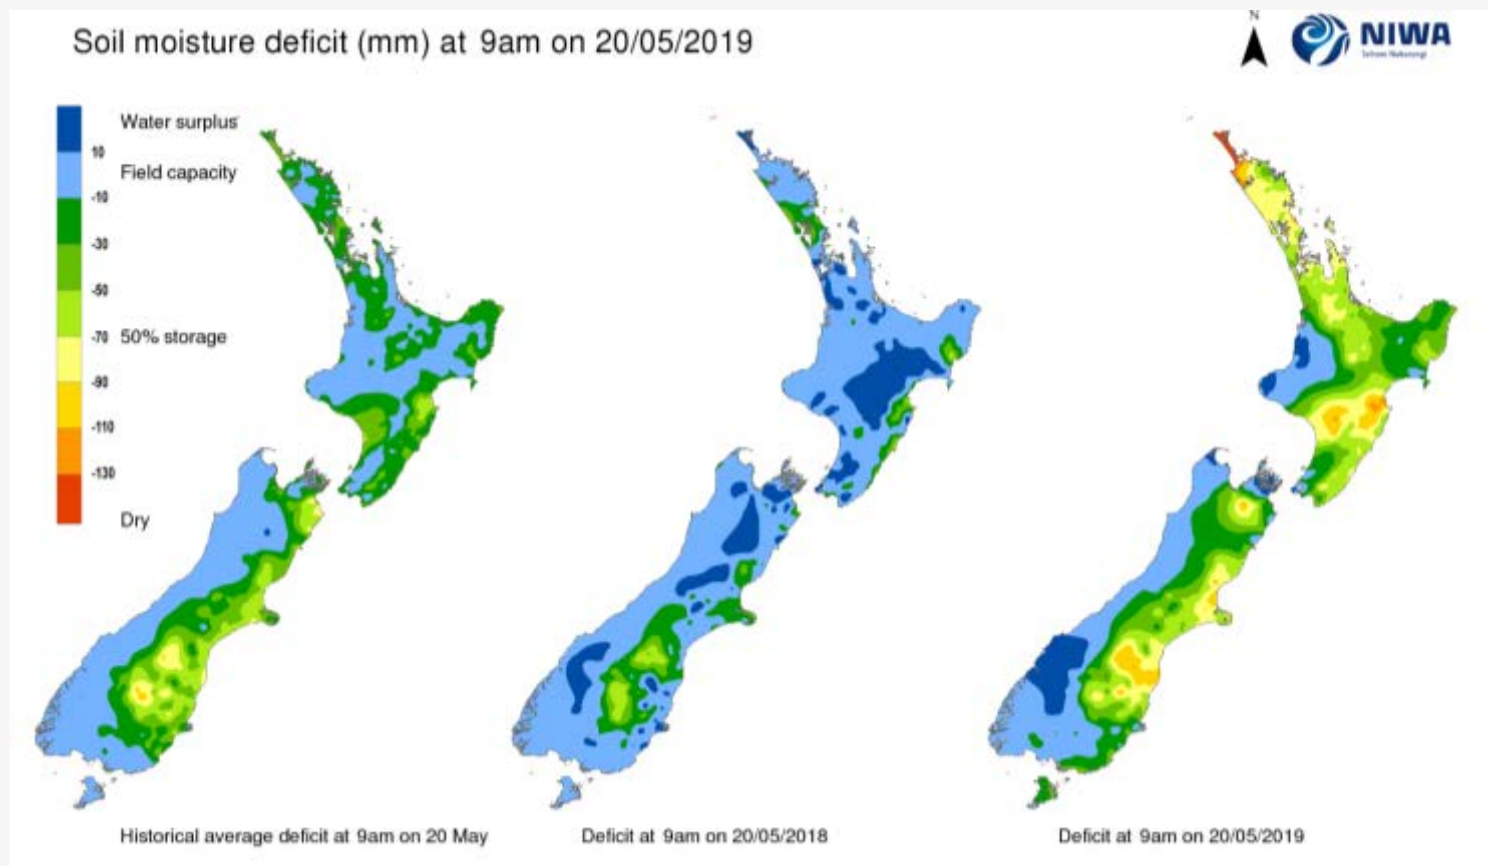 Soil moisture deficit (mm) at 9am on 20/05/2019
N
NIWA
Taihoro Nukurangi
Water surplus
10
Field capacity
-10
-30
-50
-70
50% storage
-90
-110
-130
Dry
Historical average deficit at 9am on 20 May
Deficit at 9am on 20/05/2018
Deficit at 9am on 20/05/2019